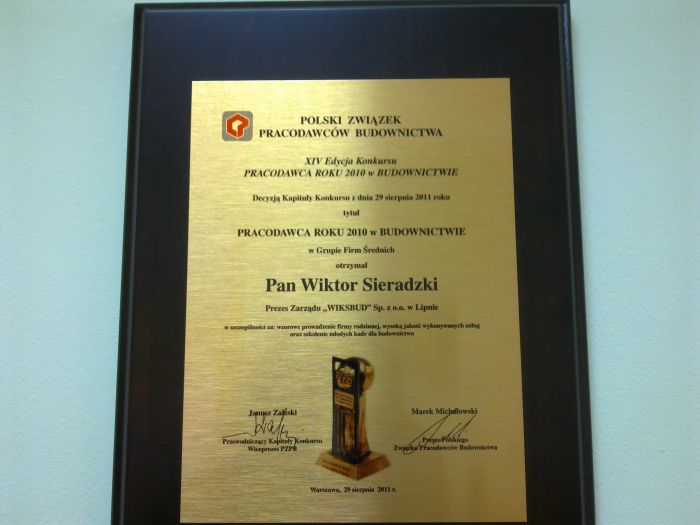 POLSKI ZWIĄZEK
PRACODAWCÓW BUDOWNICTWA
XIV Edycja Konkursu
PRACODAWCA ROKU 2010 w BUDOWNICTWIE
Decyzją Kapituły Konkursu z dnia 29 sierpnia 2011 roku
tytuł
PRACODAWCA ROKU 2010 w BUDOWNICTWIE
w Grupie Firm Średnich
otrzymał
Pan Wiktor Sieradzki
Prezes Zarządu „WIKSBUD” Sp. z o.o. w Lipnie
w szczególności za: wzorowe prowadzenie firmy rodzinnej, wysoką jakość wykonywanych usług
oraz szkolenie młodych kadr dla budownictwa
Janusz Zaleski
Przewodniczący Kapituły Konkursu
Wiceprezes PZPB
Marek Michałowski
Prezes Polskiego
Związku Pracodawców Budownictwa
Warszawa, 29 sierpnia 2011 r.